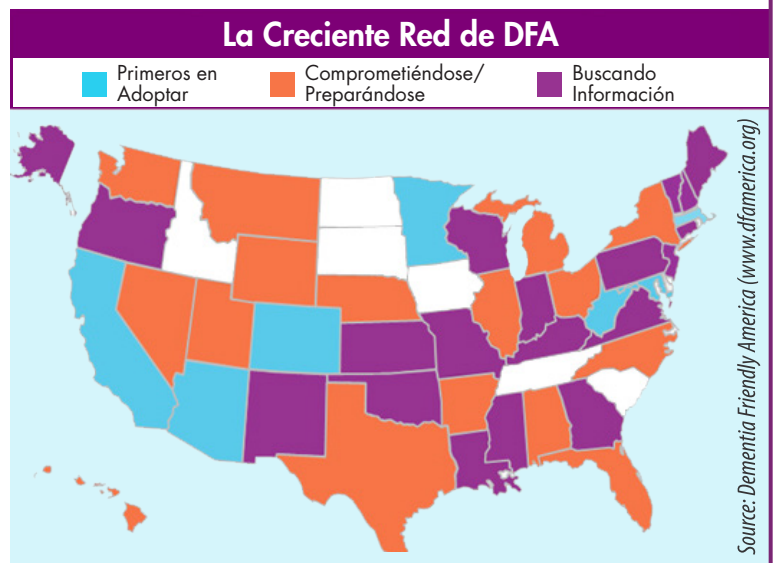 La Creciente Red de DFA
Primeros en
Adoptar
Comprometiéndose/
Preparándose
Buscando
Información
Source: Dementia Friendly America (www.dfamerica.org)